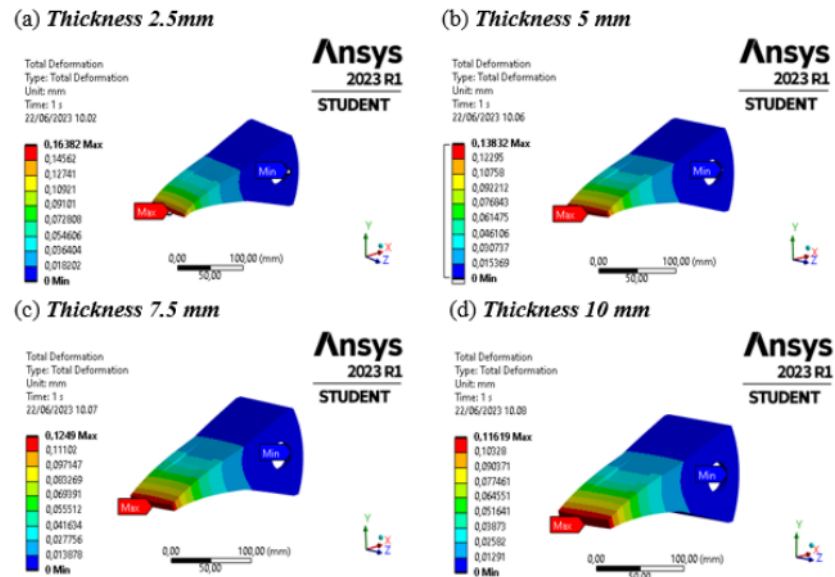 (a) Thickness 2.5mm
Ansys
2023 R1
STUDENT
Total Deformation
Type: Total Deformation
Unit: mm
Time: 1 s
22/06/2023 10.02
0,16382 Max
0,14562
0,12741
0,10921
0,09101
0,072808
0,054606
0,036404
0,018202
0 Min
Max
Min
0,00
100,00 (mm)
50,00
Y
X
Z
(b) Thickness 5 mm
Ansys
2023 R1
STUDENT
Total Deformation
Type: Total Deformation
Unit: mm
Time: 1 s
22/06/2023 10.06
0,13832 Max
0,12295
0,10758
0,092212
0,076843
0,061475
0,046106
0,030737
0,015369
0 Min
Max
Min
0,00
100,00 (mm)
50,00
Y
X
Z
(c) Thickness 7.5 mm
Ansys
2023 R1
STUDENT
Total Deformation
Type: Total Deformation
Unit: mm
Time: 1 s
22/06/2023 10.07
0,1249 Max
0,11102
0,097147
0,083269
0,069391
0,055512
0,041634
0,027756
0,013878
0 Min
Max
Min
0,00
100,00 (mm)
50,00
Y
X
Z
(d) Thickness 10 mm
Ansys
2023 R1
STUDENT
Total Deformation
Type: Total Deformation
Unit: mm
Time: 1 s
22/06/2023 10.08
0,11619 Max
0,10328
0,090371
0,077461
0,064551
0,051641
0,03873
0,02582
0,01291
0 Min
Max
Min
0,00
100,00 (mm)
50,00
Y
X
Z